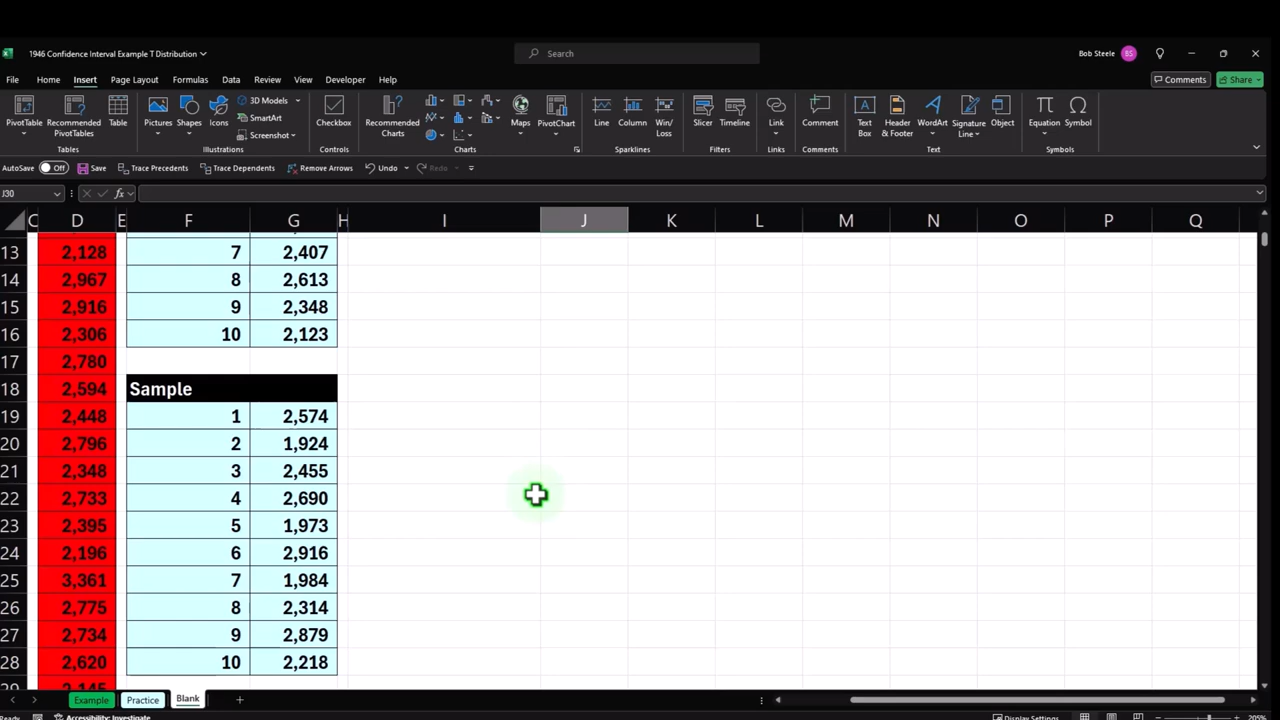 1946 Confidence Interval Example T Distribution
Search
Bob Steele BS
File Home Insert Page Layout Formulas Data Review View Developer Help
Comments Share
PivotTable Recommended PivotTables Table
Pictures Shapes Icons 3D Models SmartArt Screenshot
Checkbox
Recommended Charts Maps PivotChart
Line Column Win/Loss
Slicer Timeline
Link
Comment
Text Box Header & Footer WordArt Signature Line Object
Equation Symbol
Tables Illustrations Controls Charts Sparklines Filters Links Comments Text Symbols
AutoSave Off Save Trace Precedents Trace Dependents Remove Arrows Undo Redo
J30 fx
C D E F G H I J K L M N O P Q
13 2,128 7 2,407
14 2,967 8 2,613
15 2,916 9 2,348
16 2,306 10 2,123
17 2,780
18 2,594 Sample
19 2,448 1 2,574
20 2,796 2 1,924
21 2,348 3 2,455
22 2,733 4 2,690
23 2,395 5 1,973
24 2,196 6 2,916
25 3,361 7 1,984
26 2,775 8 2,314
27 2,734 9 2,879
28 2,620 10 2,218
29 2,145
Example Practice Blank
Ready Accessibility: Investigate Display Settings 205%